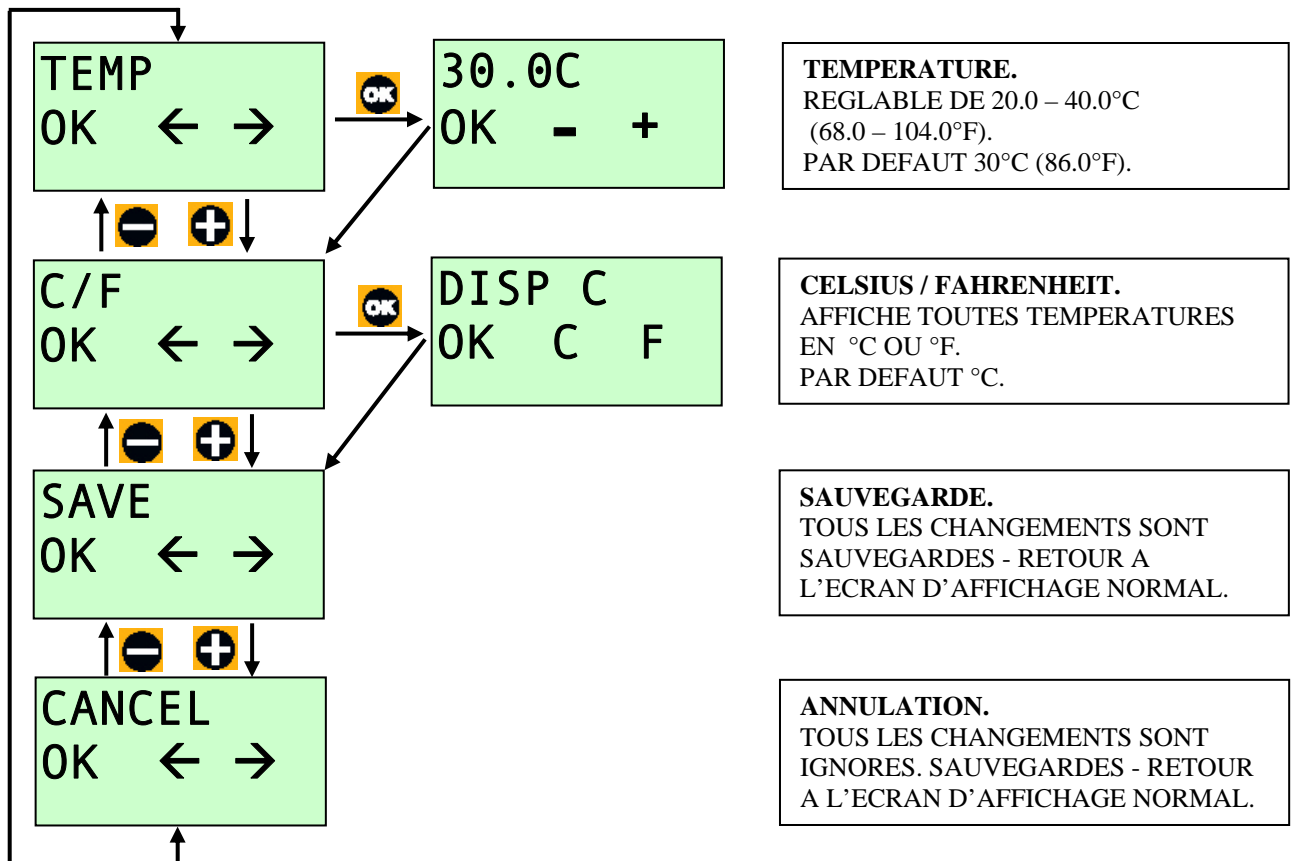 TEMP
OK ← →
OK
30.0C
OK - +
TEMPERATURE.
REGLABLE DE 20.0 – 40.0°C
(68.0 – 104.0°F).
PAR DEFAUT 30°C (86.0°F).
C/F
OK ← →
OK
DISP C
OK C F
CELSIUS / FAHRENHEIT.
AFFICHE TOUTES TEMPERATURES
EN °C OU °F.
PAR DEFAUT °C.
SAVE
OK ← →
SAUVEGARDE.
TOUS LES CHANGEMENTS SONT
SAUVEGARDES - RETOUR A
L’ECRAN D’AFFICHAGE NORMAL.
CANCEL
OK ← →
ANNULATION.
TOUS LES CHANGEMENTS SONT
IGNORES. SAUVEGARDES - RETOUR
A L’ECRAN D’AFFICHAGE NORMAL.